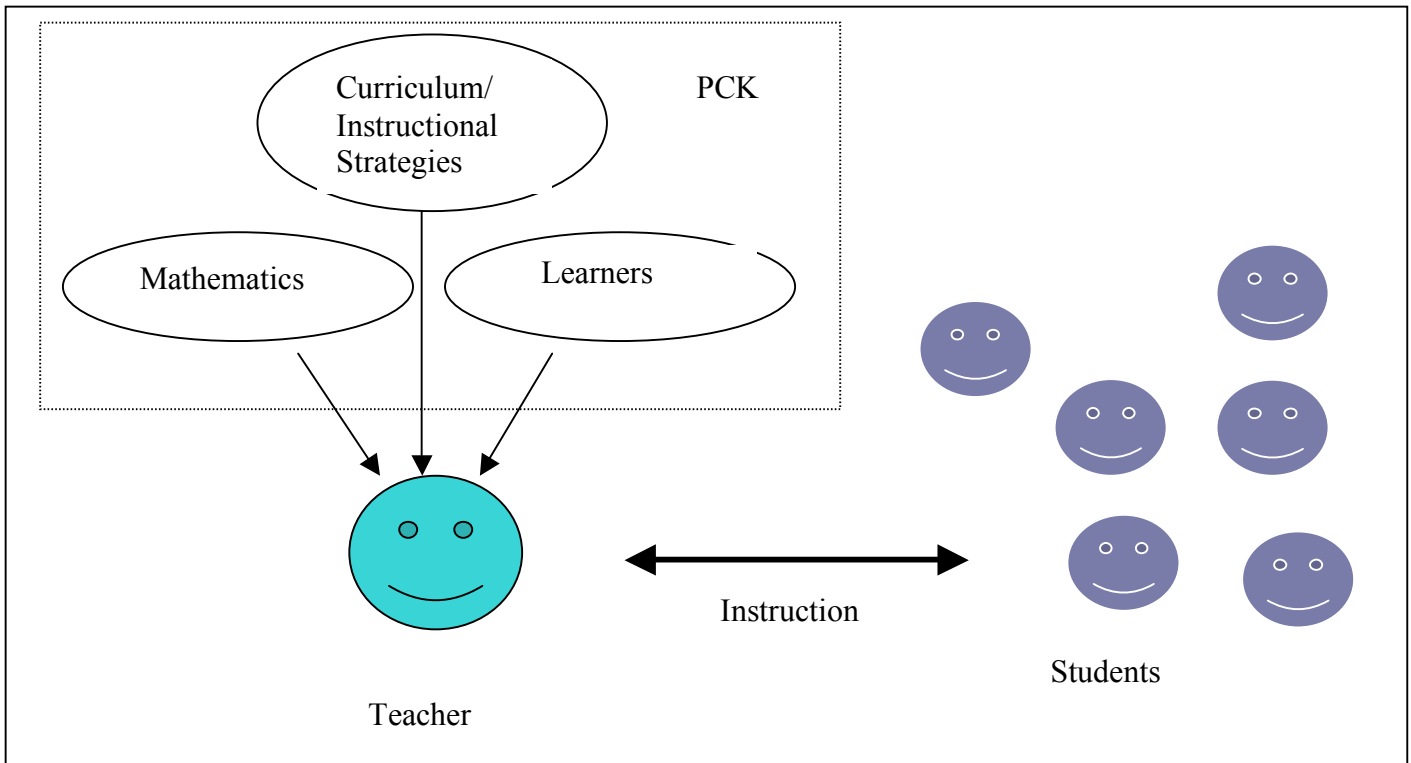 Curriculum/
Instructional
Strategies
PCK
Mathematics
Learners
Instruction
Students
Teacher